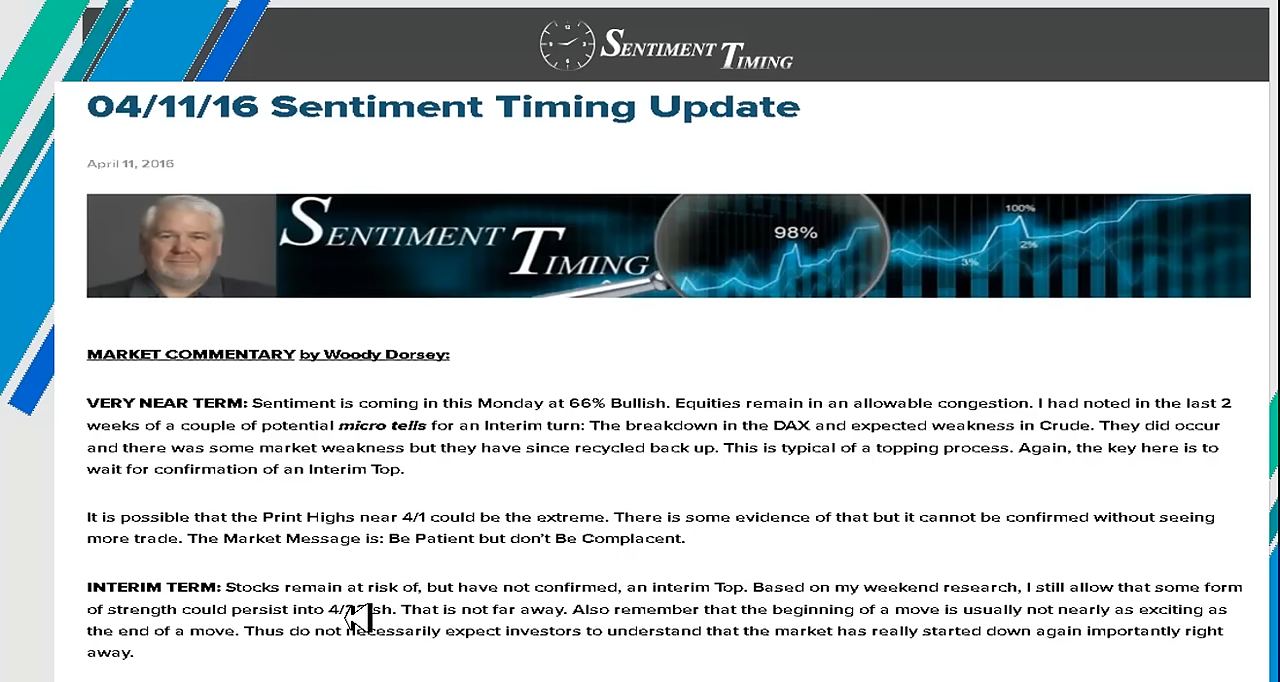 SENTIMENT TIMING
04/11/16 Sentiment Timing Update
April 11, 2016
SENTIMENT TIMING
98%
100%
2%
3%
MARKET COMMENTARY by Woody Dorsey:
VERY NEAR TERM: Sentiment is coming in this Monday at 66% Bullish. Equities remain in an allowable congestion. I had noted in the last 2
weeks of a couple of potential micro tells for an Interim turn: The breakdown in the DAX and expected weakness in Crude. They did occur
and there was some market weakness but they have since recycled back up. This is typical of a topping process. Again, the key here is to
wait for confirmation of an Interim Top.
It is possible that the Print Highs near 4/1 could be the extreme. There is some evidence of that but it cannot be confirmed without seeing
more trade. The Market Message is: Be Patient but don't Be Complacent.
INTERIM TERM: Stocks remain at risk of, but have not confirmed, an interim Top. Based on my weekend research, I still allow that some form
of strength could persist into That is not far away. Also remember that the beginning of a move is usually not nearly as exciting as
the end of a move. Thus do not necessarily expect investors to understand that the market has really started down again importantly right
away.